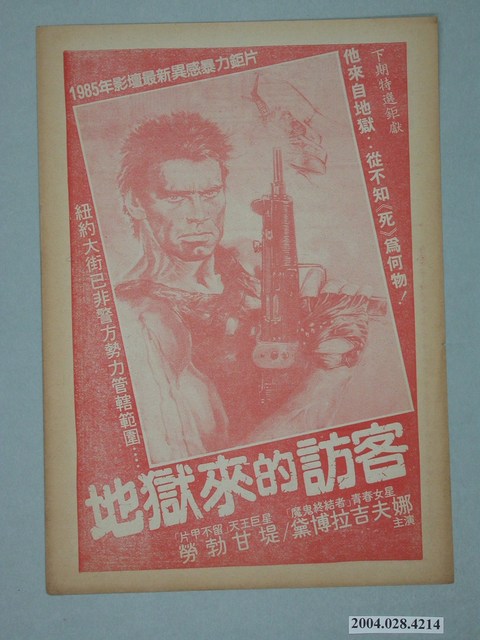 下期特選鉅獻
他來自地獄‥從不知《死》爲何物！
1985年影壇最新異感暴力鉅片
紐約大街已非警方勢力管轄範圍‥‥
地獄來的訪客
「片甲不留」天王巨星
勞勃甘堤/
「魔鬼終結者」青春女星
黛博拉吉夫娜
主演
2004.028.4214